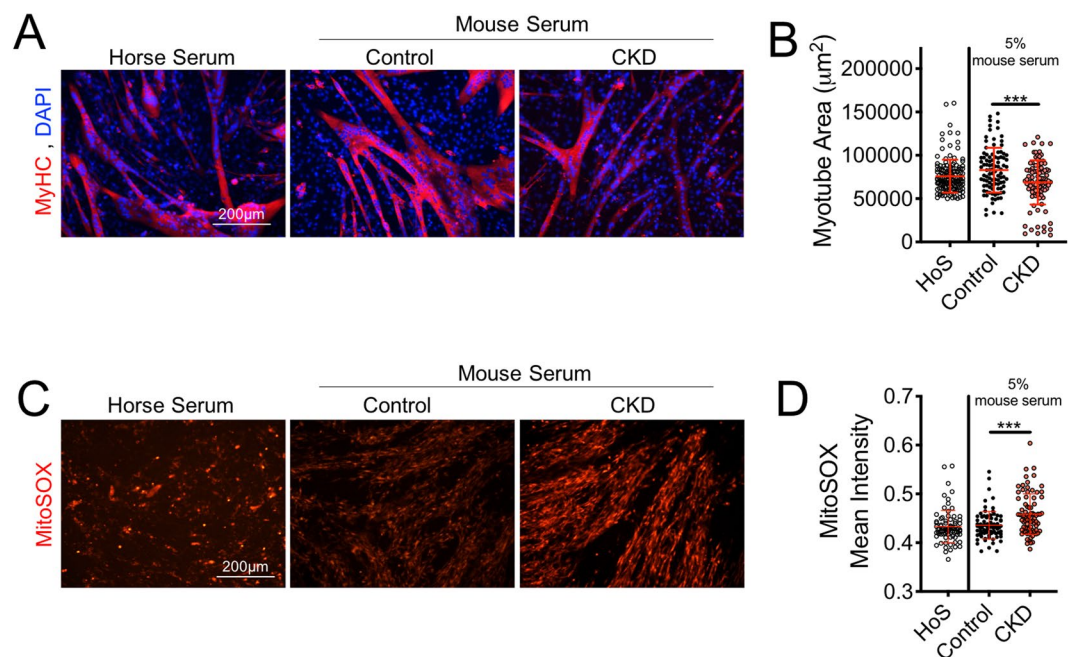 A
Mouse Serum
Horse Serum
Control
CKD
MyHC , DAPI
200μm
B
5%
mouse serum
***
Myotube Area (μm²)
200000
150000
100000
50000
0
HoS
Control
CKD
C
Mouse Serum
Horse Serum
Control
CKD
MitoSOX
200μm
D
5%
mouse serum
***
MitoSOX
Mean Intensity
0.7
0.6
0.5
0.4
0.3
HoS
Control
CKD